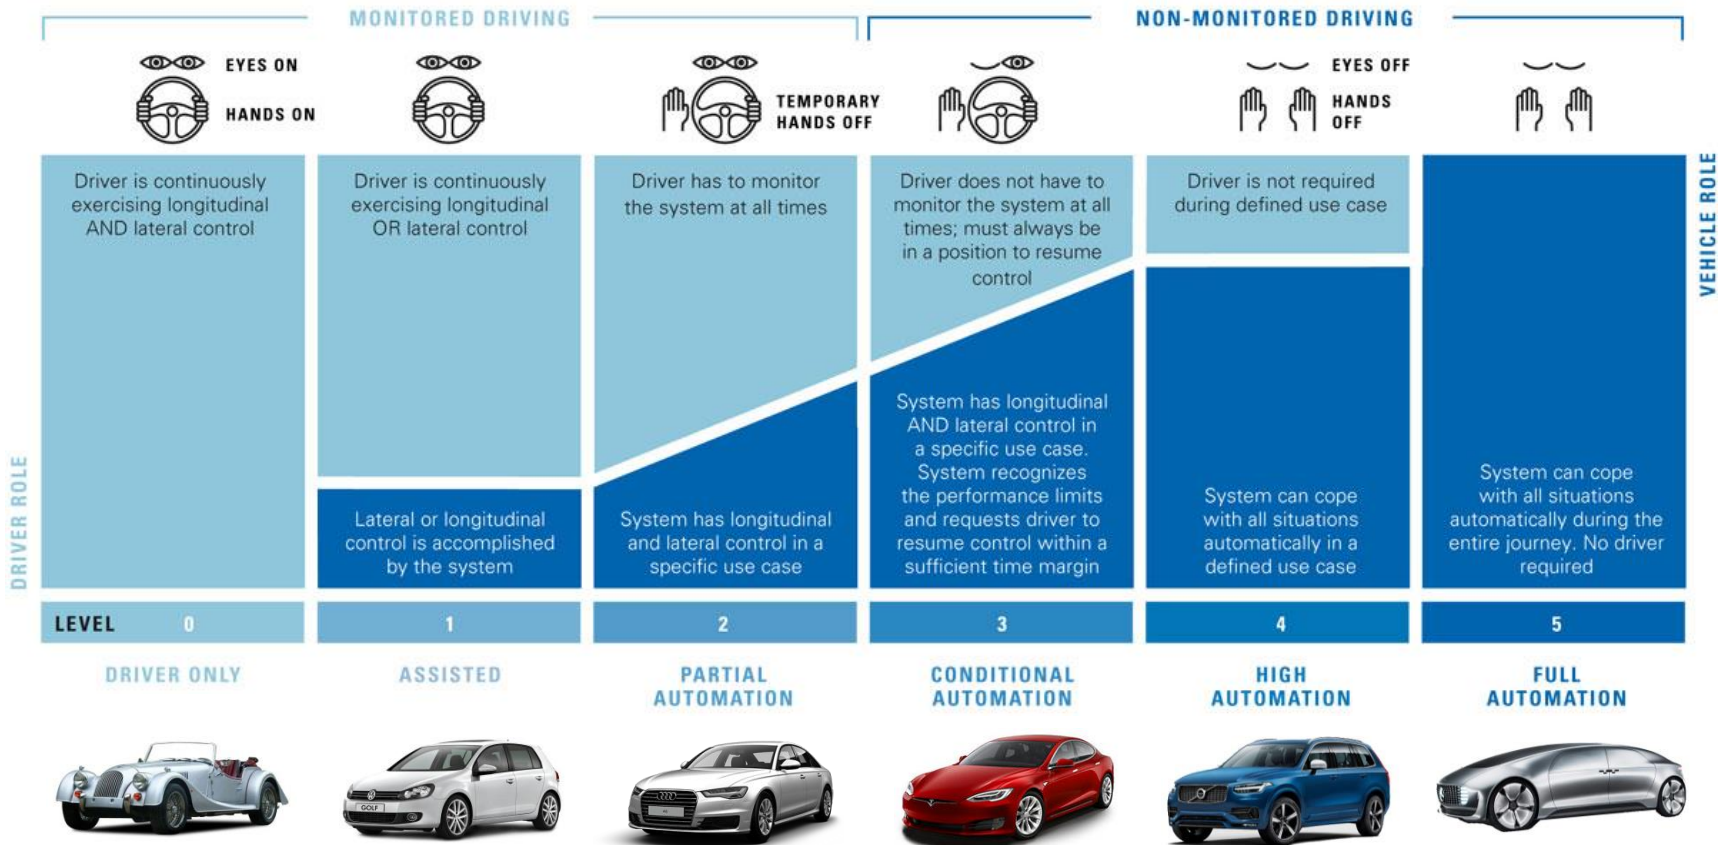 MONITORED DRIVING
NON-MONITORED DRIVING
EYES ON
HANDS ON
TEMPORARY
HANDS OFF
EYES OFF
HANDS
OFF
Driver is continuously
exercising longitudinal
AND lateral control
Driver is continuously
exercising longitudinal
OR lateral control
Driver has to monitor
the system at all times
Driver does not have to
monitor the system at all
times; must always be
in a position to resume
control
Driver is not required
during defined use case
VEHICLE ROLE
DRIVER ROLE
Lateral or longitudinal
control is accomplished
by the system
System has longitudinal
and lateral control in a
specific use case
System has longitudinal
AND lateral control in
a specific use case.
System recognizes
the performance limits
and requests driver to
resume control within a
sufficient time margin
System can cope
with all situations
automatically in a
defined use case
System can cope
with all situations
automatically during the
entire journey. No driver
required
LEVEL 0
1
2
3
4
5
DRIVER ONLY
ASSISTED
PARTIAL
AUTOMATION
CONDITIONAL
AUTOMATION
HIGH
AUTOMATION
FULL
AUTOMATION
GOLF